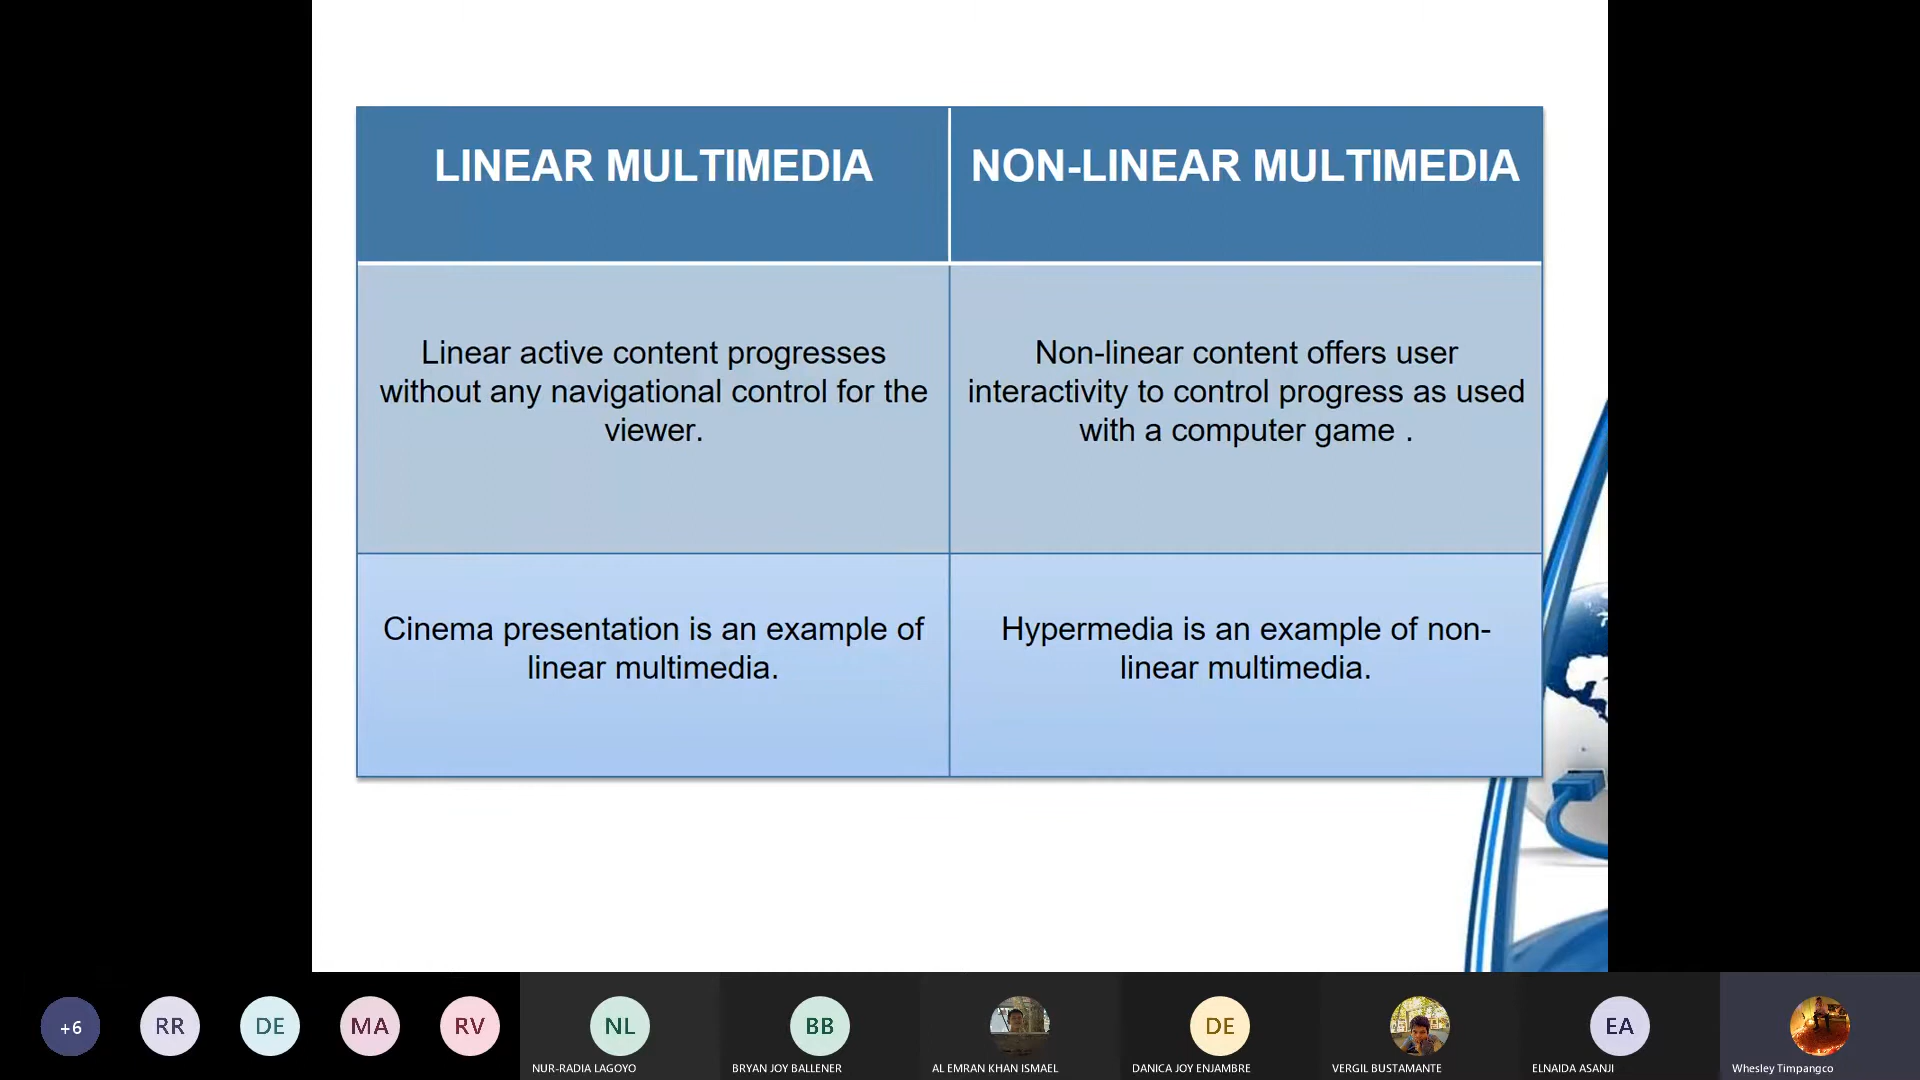 LINEAR MULTIMEDIA
NON-LINEAR MULTIMEDIA
Linear active content progresses
without any navigational control for the
viewer.
Non-linear content offers user
interactivity to control progress as used
with a computer game .
Cinema presentation is an example of
linear multimedia.
Hypermedia is an example of non-
linear multimedia.
+6
RR
DE
MA
RV
NL
NUR-RADIA LAGOYO
BB
BRYAN JOY BALLENER
AL EMRAN KHAN ISMAEL
DE
DANICA JOY ENJAMBRE
VERGIL BUSTAMANTE
EA
ELNAIDA ASANJI
Whesley Timpangco